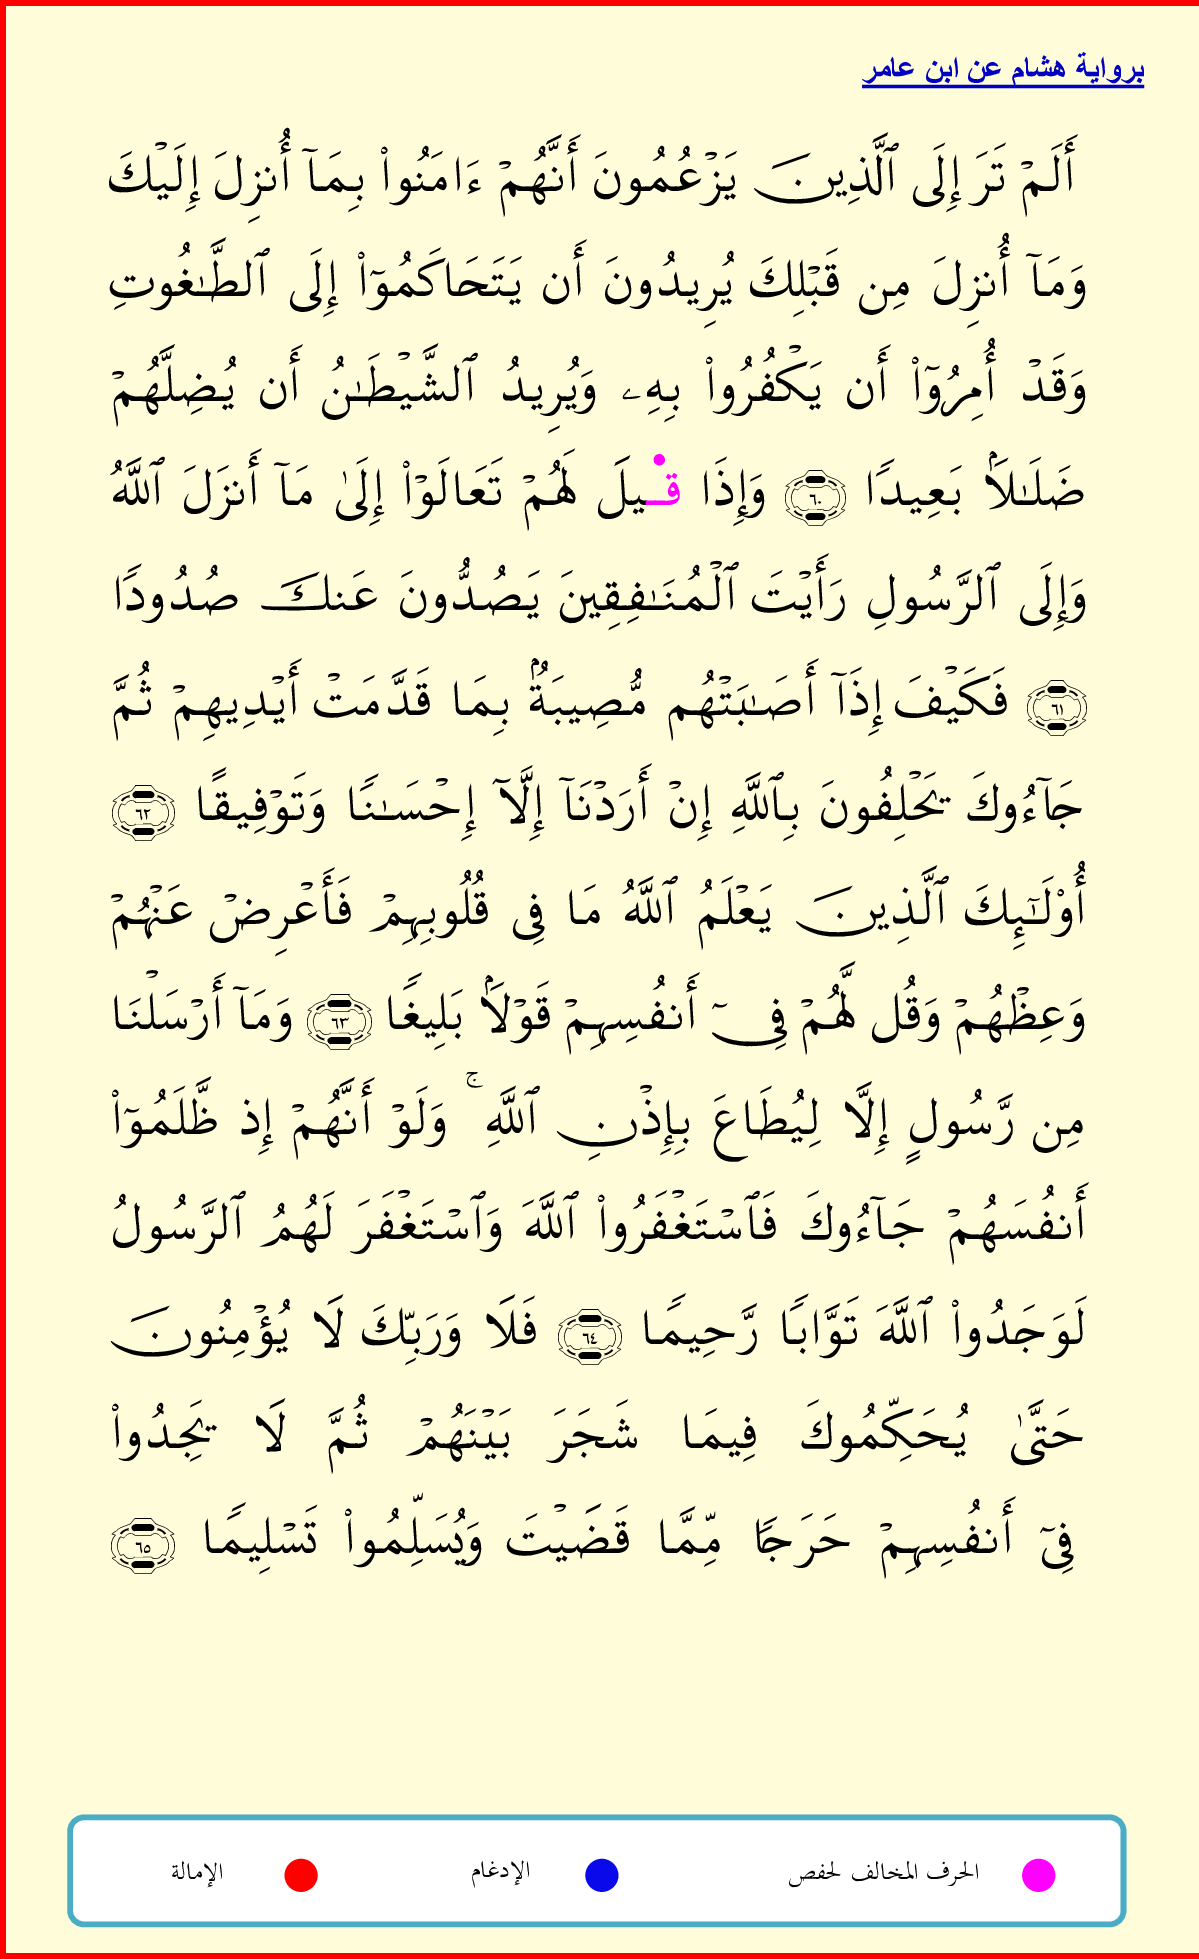 برواية هشام عن ابن عامر
أَلَمۡ تَرَ إِلَى ٱلَّذِينَ يَزۡعُمُونَ أَنَّهُمۡ ءَامَنُواْ بِمَآ أُنزِلَ إِلَيۡكَ
وَمَآ أُنزِلَ مِن قَبۡلِكَ يُرِيدُونَ أَن يَتَحَاكَمُوٓاْ إِلَى ٱلطَّٰغُوتِ
وَقَدۡ أُمِرُوٓاْ أَن يَكۡفُرُواْ بِهِۦ وَيُرِيدُ ٱلشَّيۡطَٰنُ أَن يُضِلَّهُمۡ
ضَلَٰلَۢا بَعِيدٗا ٦٠ وَإِذَا قِيلَ لَهُمۡ تَعَالَوۡاْ إِلَىٰ مَآ أَنزَلَ ٱللَّهُ
وَإِلَى ٱلرَّسُولِ رَأَيۡتَ ٱلۡمُنَٰفِقِينَ يَصُدُّونَ عَنكَ صُدُودٗا
٦١ فَكَيۡفَ إِذَآ أَصَٰبَتۡهُم مُّصِيبَةُۢ بِمَا قَدَّمَتۡ أَيۡدِيهِمۡ ثُمَّ
جَآءُوكَ يَحۡلِفُونَ بِٱللَّهِ إِنۡ أَرَدۡنَآ إِلَّآ إِحۡسَٰنٗا وَتَوۡفِيقًا ٦٢
أُوْلَٰٓئِكَ ٱلَّذِينَ يَعۡلَمُ ٱللَّهُ مَا فِي قُلُوبِهِمۡ فَأَعۡرِضۡ عَنۡهُمۡ
وَعِظۡهُمۡ وَقُل لَّهُمۡ فِيٓ أَنفُسِهِمۡ قَوۡلَۢا بَلِيغٗا ٦٣ وَمَآ أَرۡسَلۡنَا
مِن رَّسُولٍ إِلَّا لِيُطَاعَ بِإِذۡنِ ٱللَّهِۚ وَلَوۡ أَنَّهُمۡ إِذ ظَّلَمُوٓاْ
أَنفُسَهُمۡ جَآءُوكَ فَٱسۡتَغۡفَرُواْ ٱللَّهَ وَٱسۡتَغۡفَرَ لَهُمُ ٱلرَّسُولُ
لَوَجَدُواْ ٱللَّهَ تَوَّابٗا رَّحِيمٗا ٦٤ فَلَا وَرَبِّكَ لَا يُؤۡمِنُونَ
حَتَّىٰ يُحَكِّمُوكَ فِيمَا شَجَرَ بَيۡنَهُمۡ ثُمَّ لَا يَجِدُواْ
فِيٓ أَنفُسِهِمۡ حَرَجٗا مِّمَّا قَضَيۡتَ وَيُسَلِّمُواْ تَسۡلِيمٗا ٦٥
الحرف المخالف لحفص الإدغام الإمالة